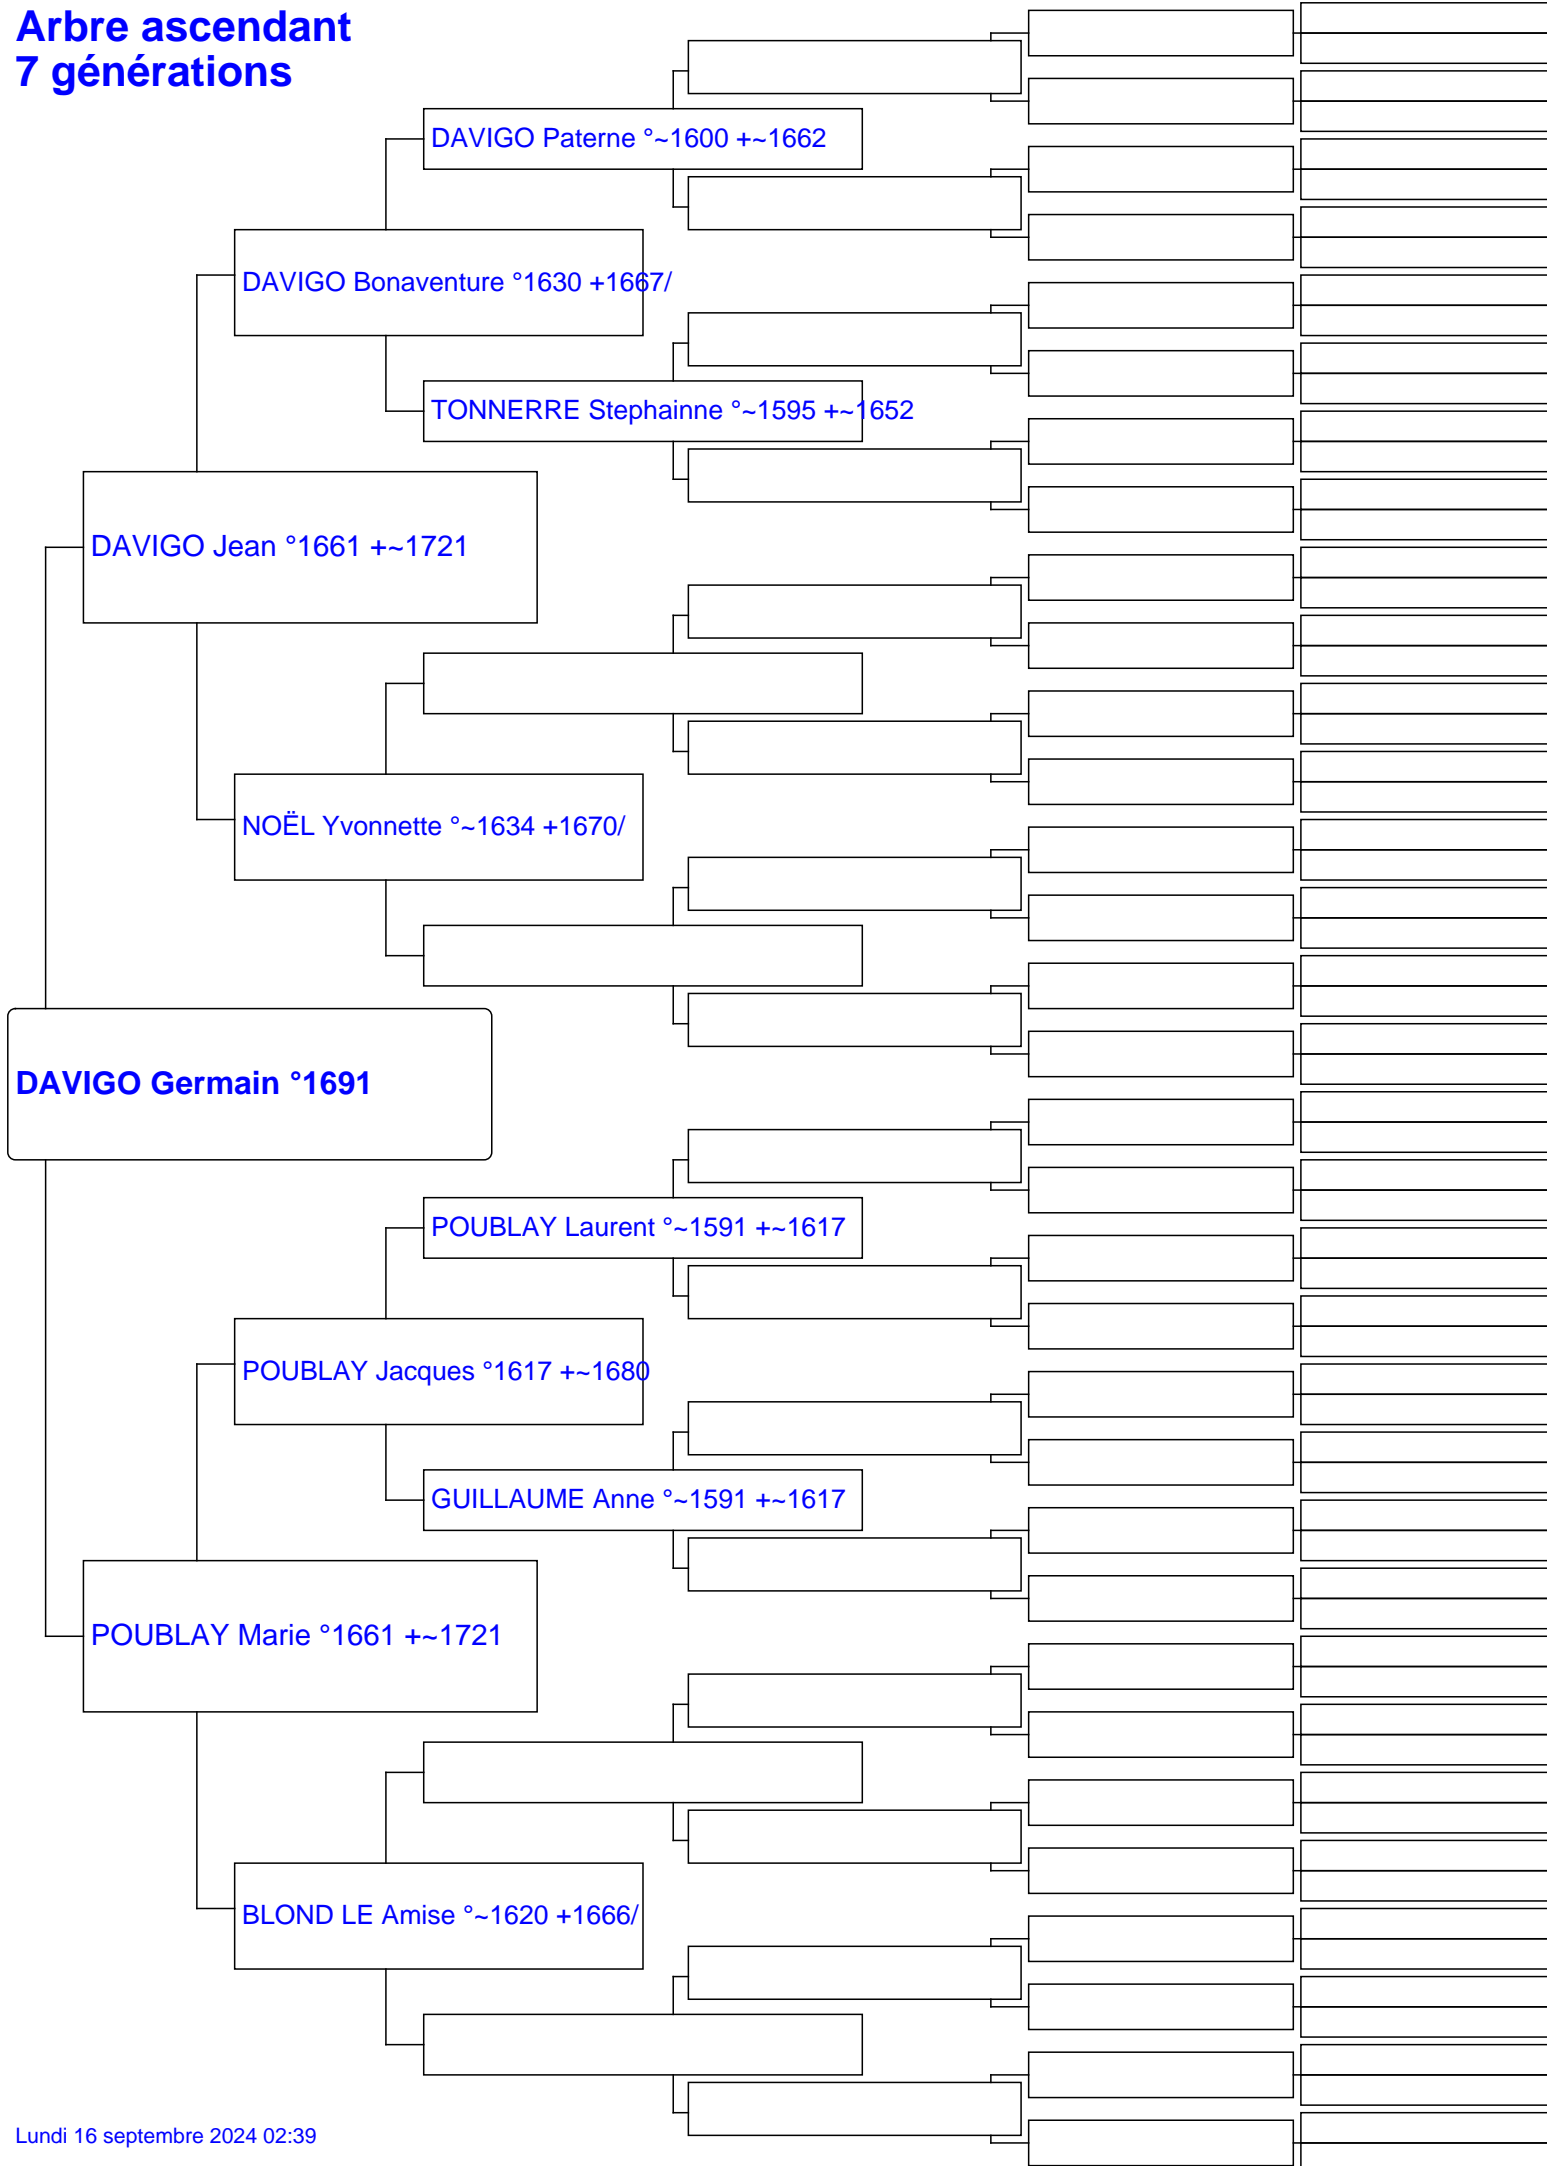 Arbre ascendant
7 générations
DAVIGO Paterne °~1600 +~1662
DAVIGO Bonaventure °1630 +1667/
TONNERRE Stephainne °~1595 +~1652
DAVIGO Jean °1661 +~1721
NOËL Yvonnette °~1634 +1670/
DAVIGO Germain °1691
POUBLAY Laurent °~1591 +~1617
POUBLAY Jacques °1617 +~1680
GUILLAUME Anne °~1591 +~1617
POUBLAY Marie °1661 +~1721
BLOND LE Amise °~1620 +1666/
Lundi 16 septembre 2024 02:39